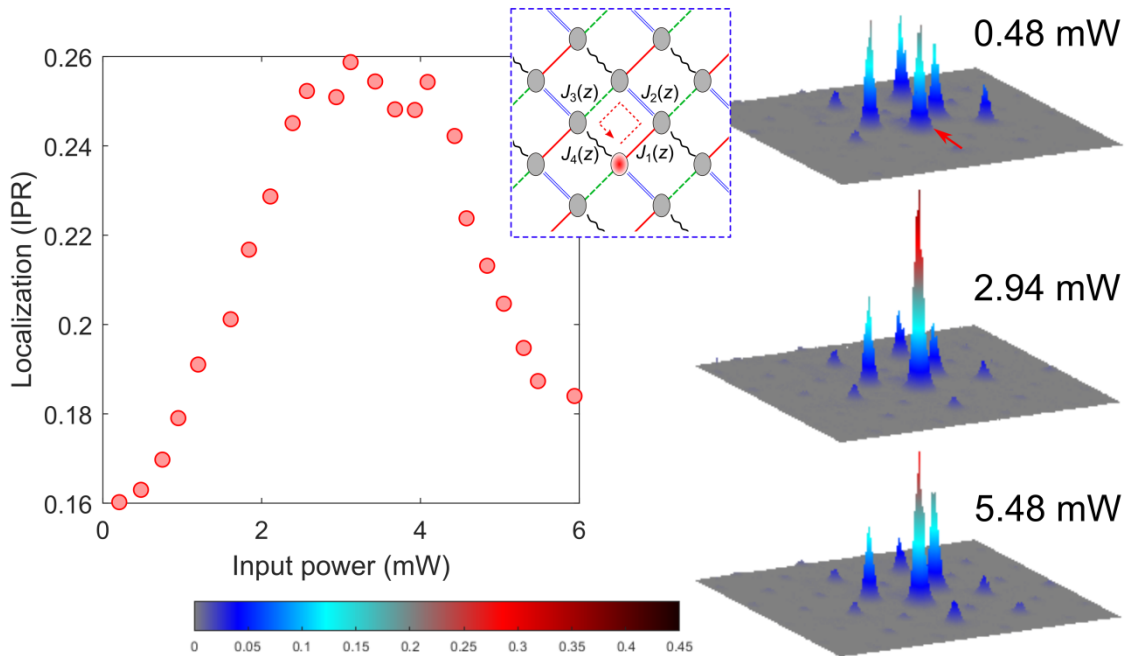 0.26
0.24
0.22
0.2
0.18
0.16
0
2
4
6
Localization (IPR)
Input power (mW)
J₃(z)
J₂(z)
J₄(z)
J₁(z)
0.48 mW
2.94 mW
5.48 mW
0 0.05 0.1 0.15 0.2 0.25 0.3 0.35 0.4 0.45